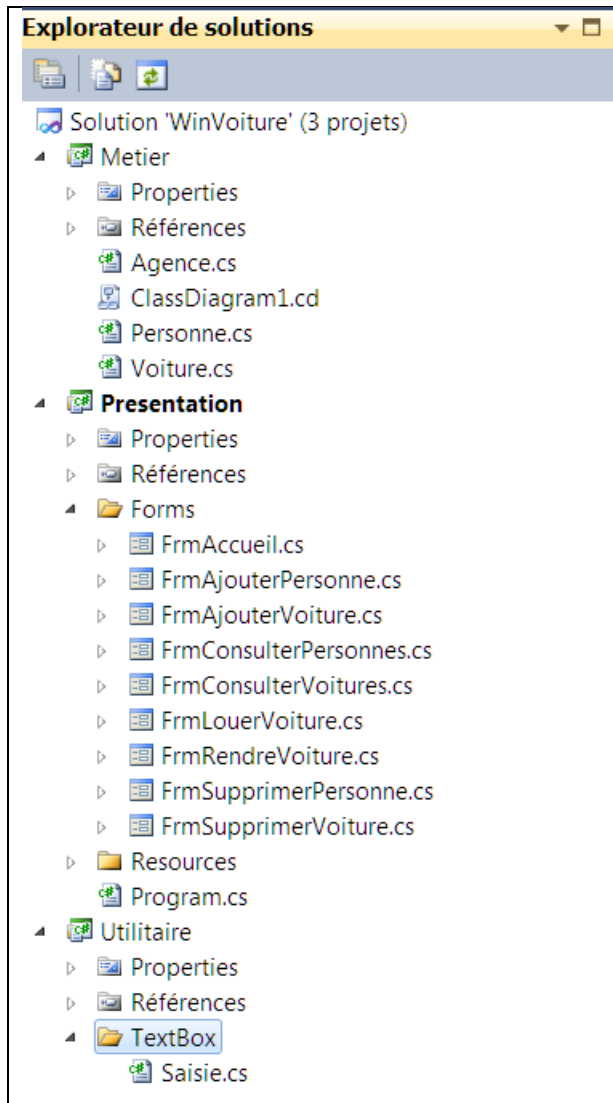 Explorateur de solutions
Solution 'WinVoiture' (3 projets)
Metier
Properties
Références
Agence.cs
ClassDiagram1.cd
Personne.cs
Voiture.cs
Presentation
Properties
Références
Forms
FrmAccueil.cs
FrmAjouterPersonne.cs
FrmAjouterVoiture.cs
FrmConsulterPersonnes.cs
FrmConsulterVoitures.cs
FrmLouerVoiture.cs
FrmRendreVoiture.cs
FrmSupprimerPersonne.cs
FrmSupprimerVoiture.cs
Resources
Program.cs
Utilitaire
Properties
Références
TextBox
Saisie.cs